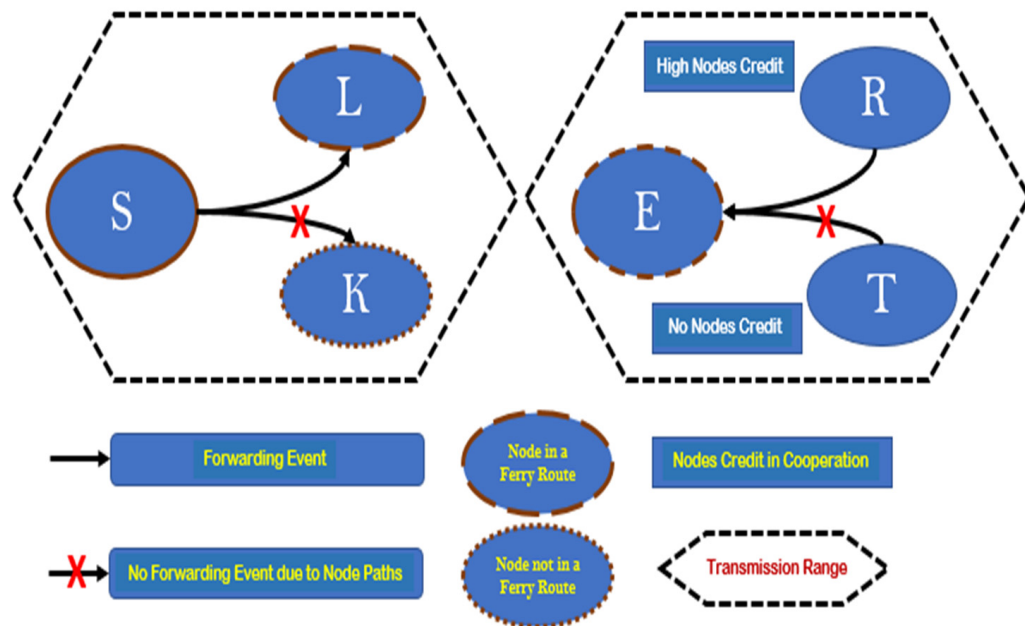 L
High Nodes Credit
R
S
E
K
No Nodes Credit
T
Forwarding Event
Node in a
Ferry Route
Nodes Credit in Cooperation
No Forwarding Event due to Node Paths
Node not in a
Ferry Route
Transmission Range